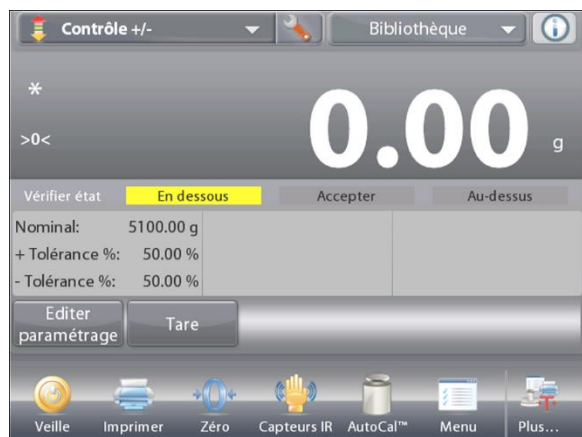 Contrôle +/-
Bibliothèque
*
>0<
0.00 g
Vérifier état En dessous Accepter Au-dessus
Nominal: 5100.00 g
+ Tolérance %: 50.00 %
- Tolérance %: 50.00 %
Editer
paramétrage
Tare
Veille Imprimer Zéro Capteurs IR AutoCal™ Menu Plus...